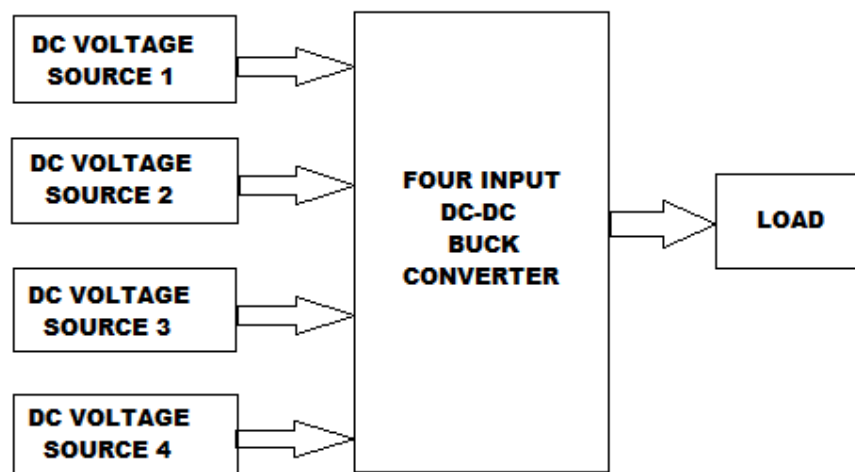 DC VOLTAGE
SOURCE 1
DC VOLTAGE
SOURCE 2
DC VOLTAGE
SOURCE 3
DC VOLTAGE
SOURCE 4
FOUR INPUT
DC-DC
BUCK
CONVERTER
LOAD